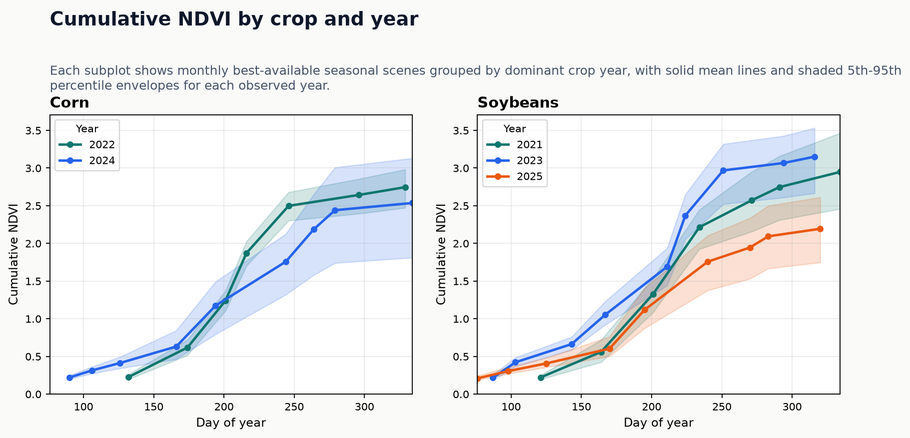 Cumulative NDVI by crop and year
Each subplot shows monthly best-available seasonal scenes grouped by dominant crop year, with solid mean lines and shaded 5th-95th
percentile envelopes for each observed year.
Corn
Year
2022
2024
3.5
3.0
2.5
2.0
1.5
1.0
0.5
0.0
Cumulative NDVI
100 150 200 250 300
Day of year
Soybeans
Year
2021
2023
2025
3.5
3.0
2.5
2.0
1.5
1.0
0.5
0.0
Cumulative NDVI
100 150 200 250 300
Day of year